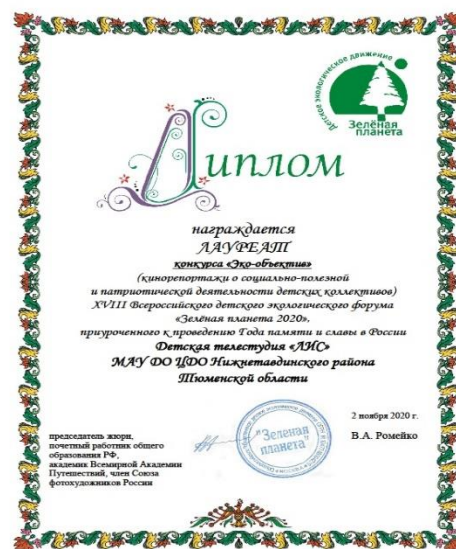 Детское экологическое движение
Зелёная
планета
Диплом
награждается
ЛАУРЕАТ
конкурса «Эко-объектив»
(кинорепортажи о социально-полезной
и патриотической деятельности детских коллективов)
XVIII Всероссийского детского экологического форума
«Зелёная планета 2020»,
приуроченного к проведению Года памяти и славы в России
Детская телестудия «ЛИС»
МАУ ДО ЦДО Нижнетавдинского района
Тюменской области
2 ноября 2020 г.
председатель жюри,
почетный работник общего
образования РФ,
академик Всемирной Академии
Путешествий, член Союза
фотохудожников России
"Зеленая
планета"
В.А. Ромейко